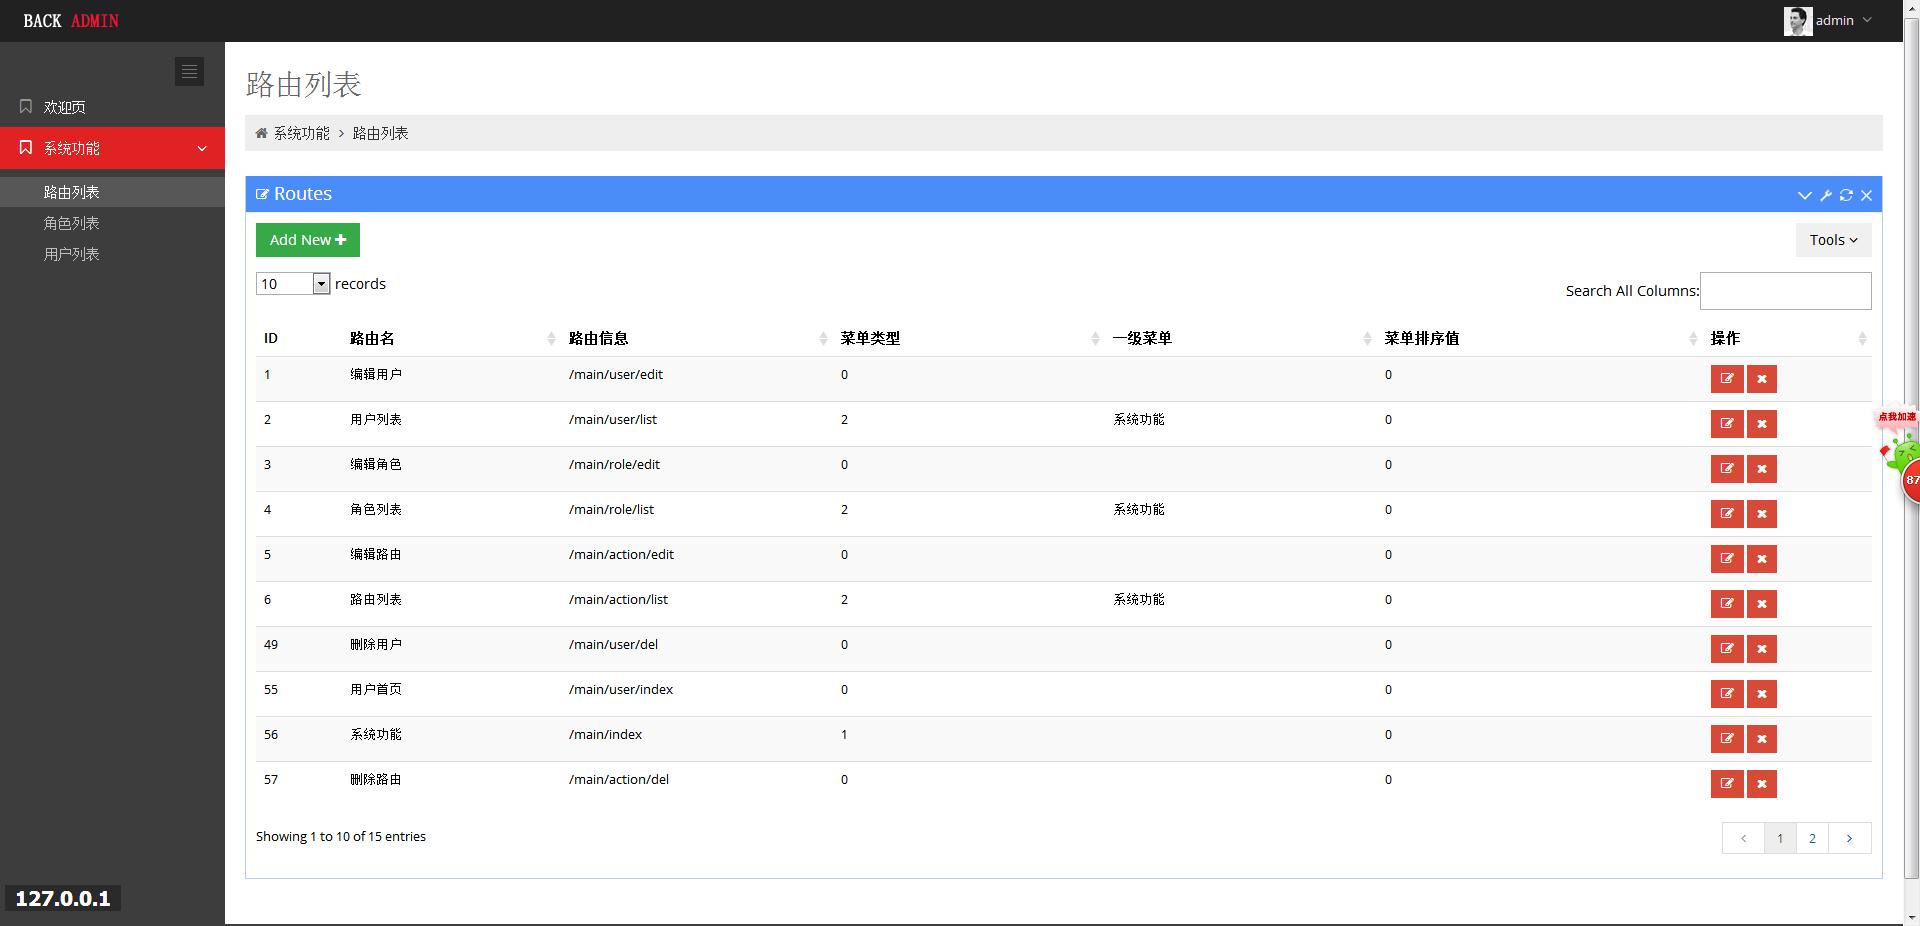 BACK ADMIN
admin
欢迎页
系统功能
路由列表
角色列表
用户列表
路由列表
系统功能 > 路由列表
Routes
Add New
Tools
10 records
Search All Columns:
ID 路由名 路由信息 菜单类型 一级菜单 菜单排序值 操作
1 编辑用户 /main/user/edit 0 0
2 用户列表 /main/user/list 2 系统功能 0
3 编辑角色 /main/role/edit 0 0
4 角色列表 /main/role/list 2 系统功能 0
5 编辑路由 /main/action/edit 0 0
6 路由列表 /main/action/list 2 系统功能 0
49 删除用户 /main/user/del 0 0
55 用户首页 /main/user/index 0 0
56 系统功能 /main/index 1 0
57 删除路由 /main/action/del 0 0
Showing 1 to 10 of 15 entries
< 1 2 >
点我加速
87
127.0.0.1